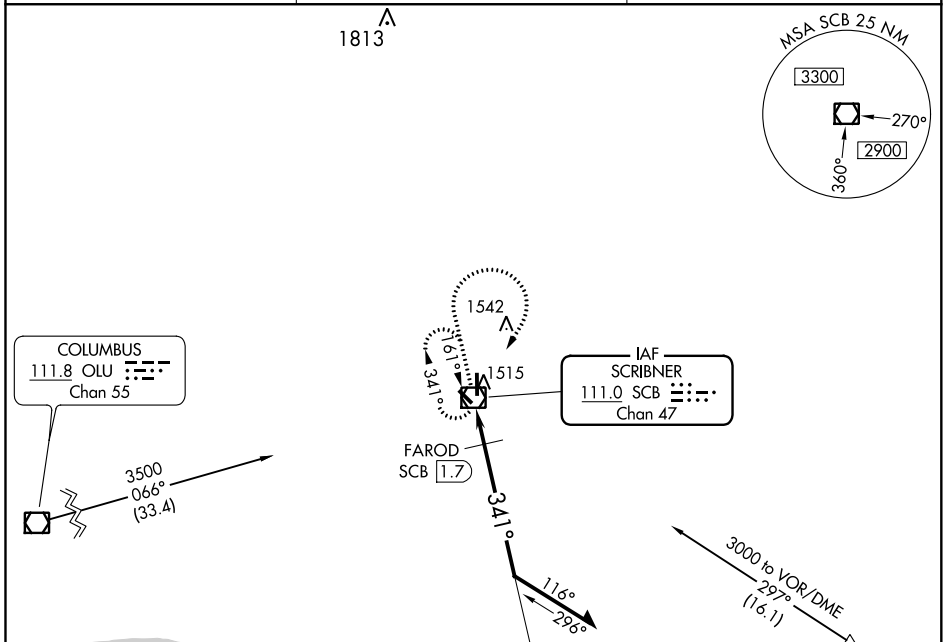 1813
MSA SCB 25 NM
3300
270°
2900
360°
1542
161°
341°
1515
COLUMBUS
111.8 OLU
Chan 55
IAF
SCRIBNER
111.0 SCB
Chan 47
FAROD
SCB 1.7
3500
066°
(33.4)
341°
116°
296°
3000 to VOR/DME
297°
(16.1)